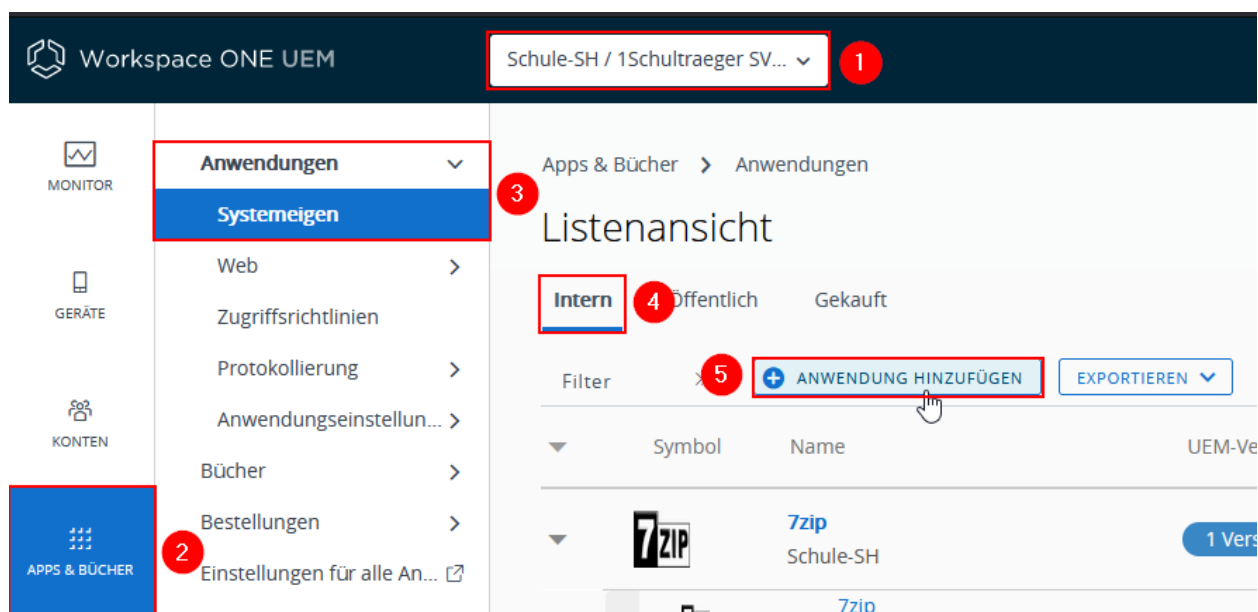 Workspace ONE UEM
Schule-SH / 1Schultraeger SV...
1
MONITOR
GERÄTE
KONTEN
APPS & BÜCHER
2
Anwendungen
Systemeigen
3
Web
Zugriffsrichtlinien
Protokollierung
Anwendungseinstellun...
Bücher
Bestellungen
Einstellungen für alle An...
Apps & Bücher > Anwendungen
Listenansicht
Intern 4 Öffentlich Gekauft
Filter 5 ANWENDUNG HINZUFÜGEN EXPORTIEREN
Symbol Name UEM-Ve
7 ZIP
7zip
Schule-SH
1 Vers
7zip